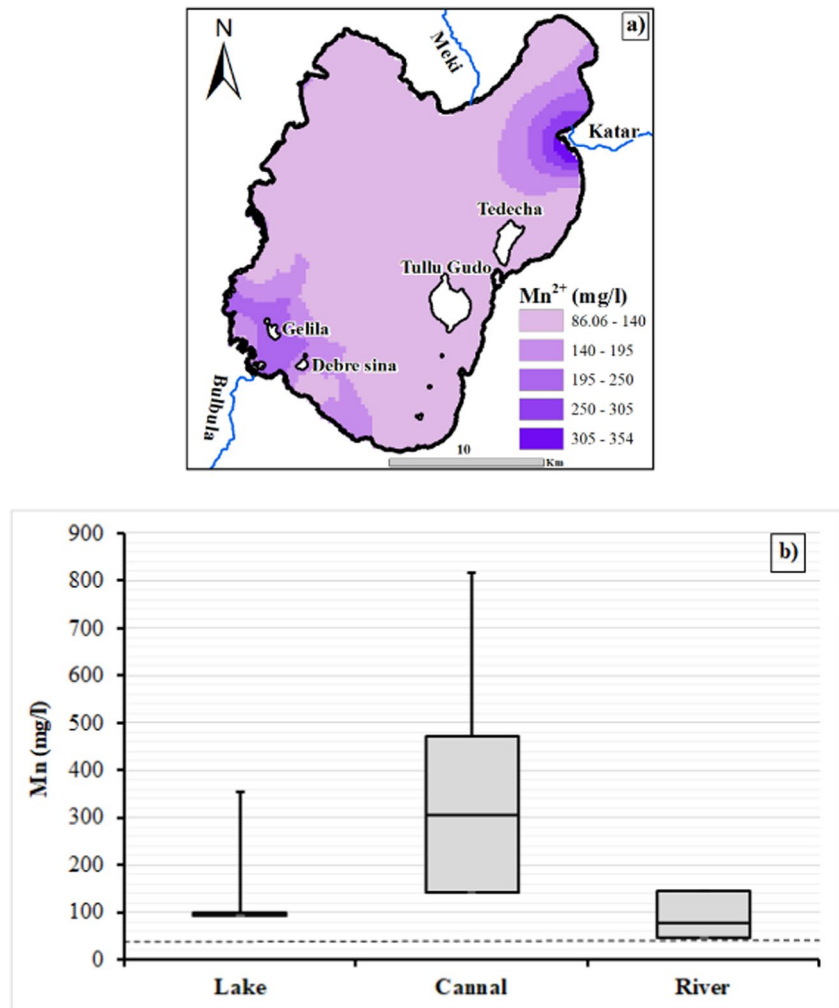 a)
N
Meki
Katar
Tedecha
Tullu Gudo
Mn²⁺ (mg/l)
86.06 - 140
140 - 195
195 - 250
250 - 305
305 - 354
Gelila
Debre sina
Bulbula
10
Km
b)
Mn (mg/l)
900
800
700
600
500
400
300
200
100
0
Lake Cannal River